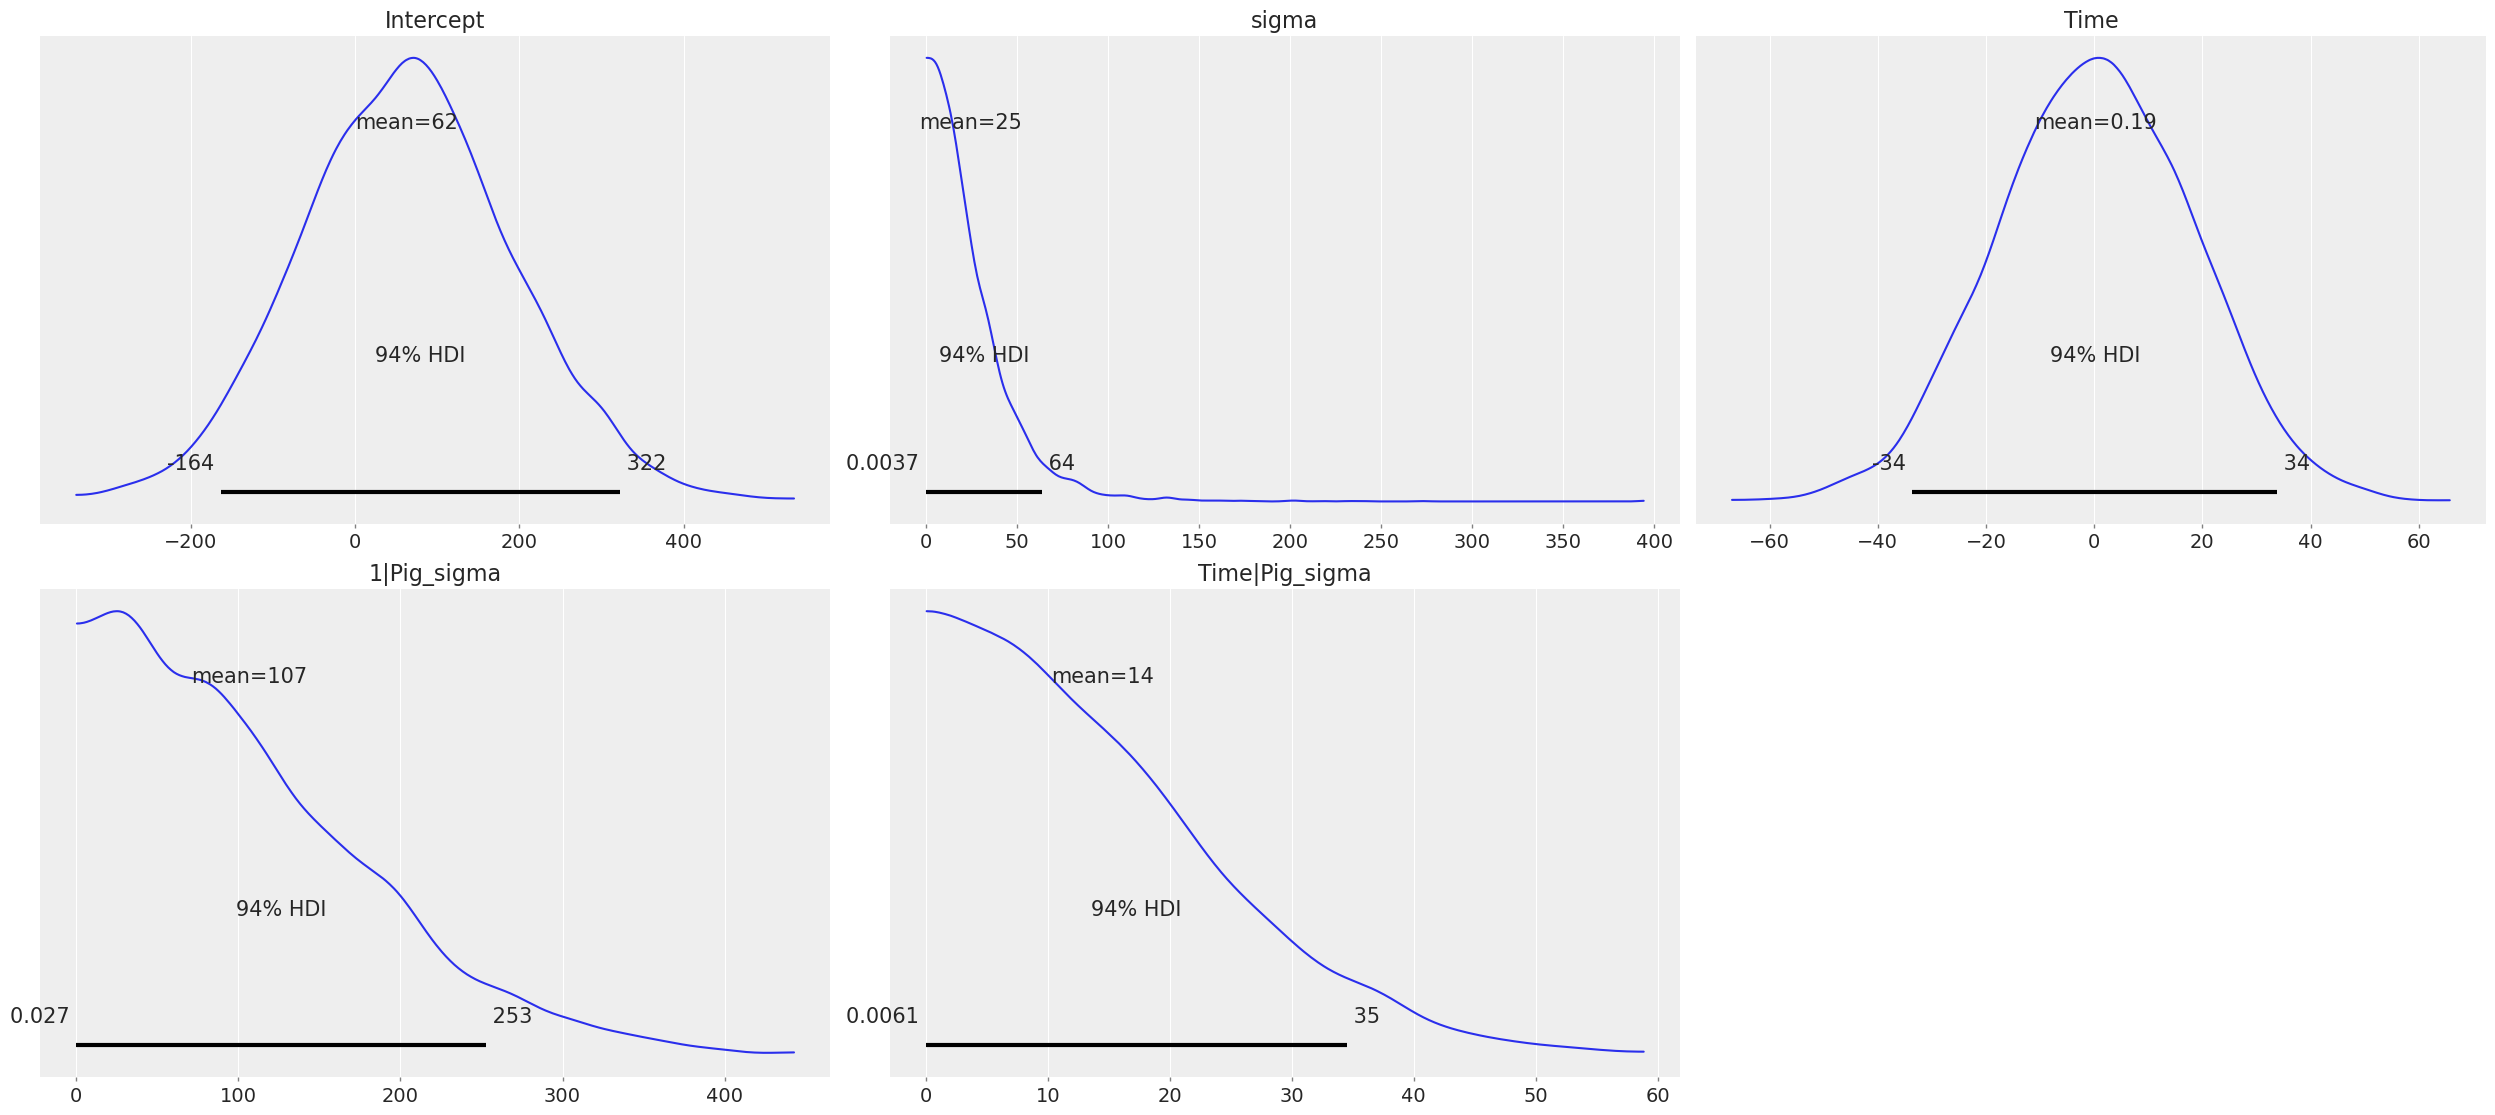 Intercept
mean=62
94% HDI
-164
322
−200
0
200
400
sigma
mean=25
94% HDI
0.0037
64
0
50
100
150
200
250
300
350
400
Time
mean=0.19
94% HDI
-34
34
−60
−40
−20
0
20
40
60
1|Pig_sigma
mean=107
94% HDI
0.027
253
0
100
200
300
400
Time|Pig_sigma
mean=14
94% HDI
0.0061
35
0
10
20
30
40
50
60